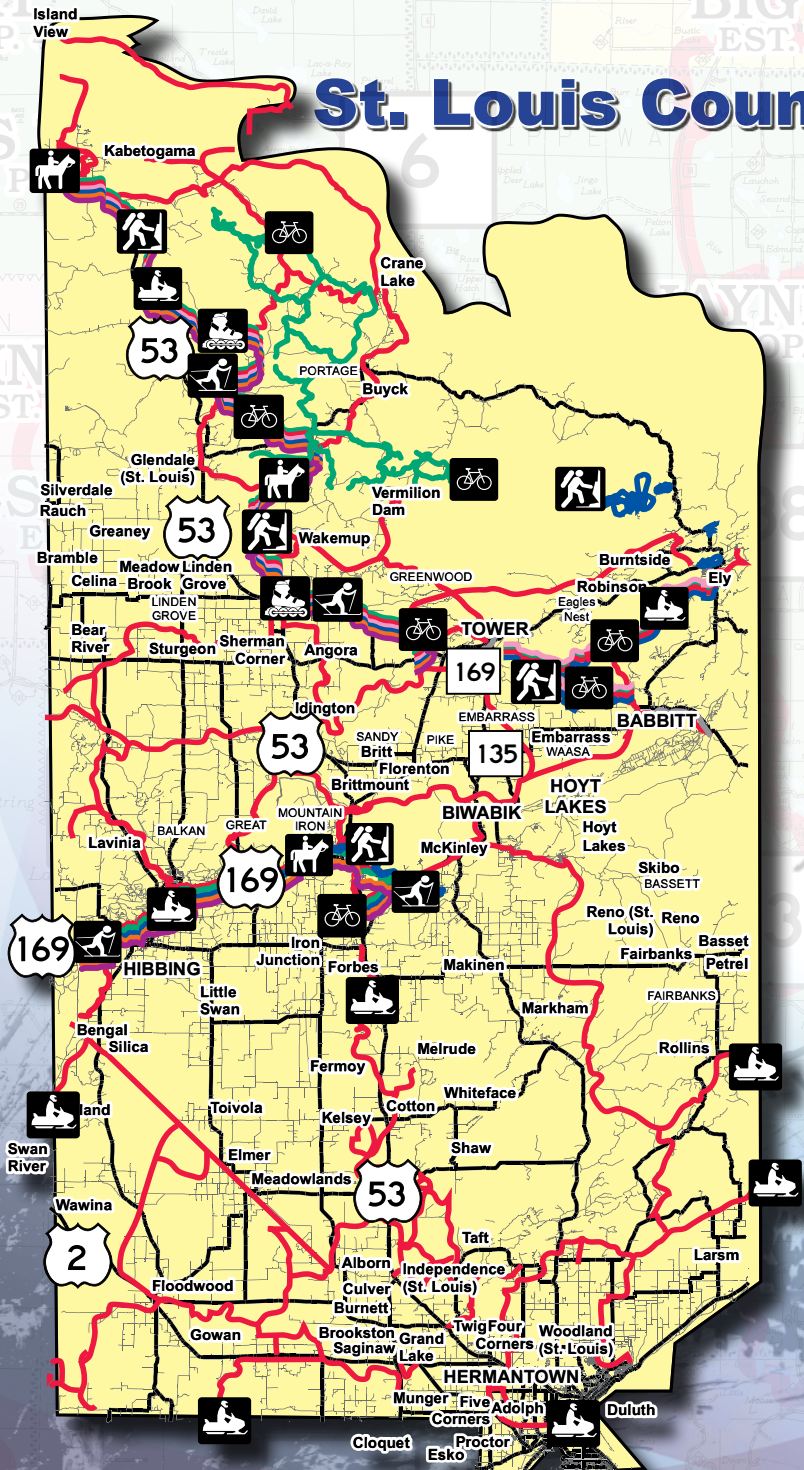 Island
View
St. Louis Coun
Kabetogama
6
Crane
Lake
53
PORTAGE
Buyck
Glendale
(St. Louis)
Silverdale
Rauch
Vermilion
Dam
53
Greaney
Wakemup
Bramble
Burntside
Meadow Linden
Brook Grove
Celina
GREENWOOD
Robinson
Ely
LINDEN
GROVE
Eagles
Nest
Bear
River
TOWER
Sherman
Corner
Sturgeon
Angora
169
Idington
EMBARRASS
BABBITT
53
SANDY
PIKE
Embarrass
WAASA
Britt
135
Florenton
Brittmount
HOYT
LAKES
MOUNTAIN
IRON
BIWABIK
BALKAN
GREAT
Hoyt
Lakes
Lavinia
McKinley
Skibo
BASSETT
169
Reno (St.
Louis)
Reno
169
Iron
Junction
Basset
Fairbanks
Petrel
HIBBING
Forbes
Makinen
Little
Swan
FAIRBANKS
Markham
Bengal
Silica
Melrude
Rollins
Fermoy
Whiteface
land
Toivola
Cotton
Kelsey
Swan
River
Elmer
Shaw
Meadowlands
53
Wawina
2
Taft
Larsm
Alborn
Independence
(St. Louis)
Floodwood
Culver
Burnett
Gowan
Brookston
Saginaw
Grand
Lake
Twig
Four
Corners
Woodland
(St. Louis)
HERMANTOWN
Munger
Five
Corners
Adolph
Duluth
Cloquet
Proctor
Esko